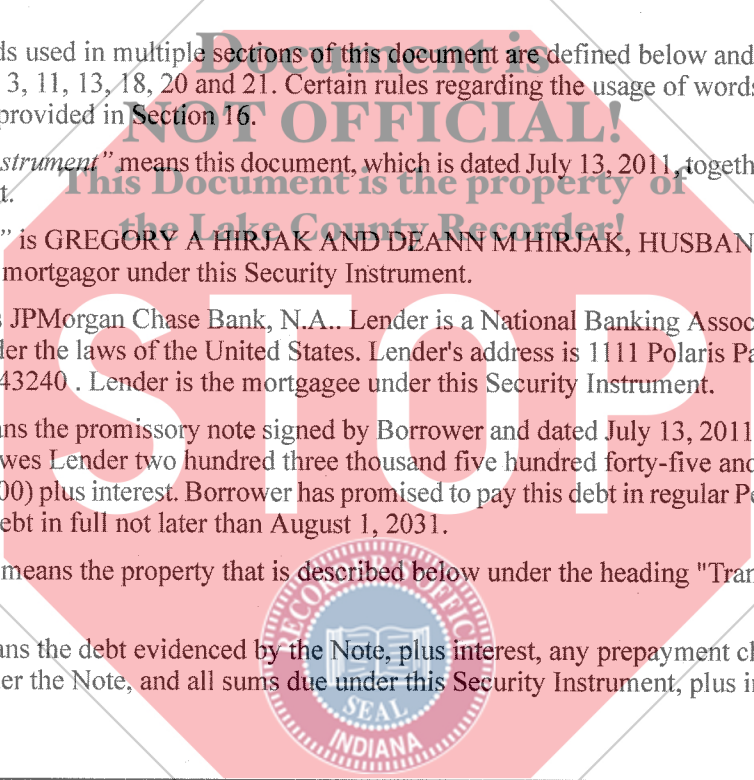 ds used in multiple sections of this document are defined below and
3, 11, 13, 18, 20 and 21. Certain rules regarding the usage of words
provided in Section 16.
strument" means this document, which is dated July 13, 2011, togeth
t.
" is GREGORY A HIRJAK AND DEANN M HIRJAK, HUSBAN
mortgagor under this Security Instrument.
s JPMorgan Chase Bank, N.A.. Lender is a National Banking Assoc
der the laws of the United States. Lender's address is 1111 Polaris Pa
43240 . Lender is the mortgagee under this Security Instrument.
ans the promissory note signed by Borrower and dated July 13, 2011
wes Lender two hundred three thousand five hundred forty-five and
00) plus interest. Borrower has promised to pay this debt in regular Pe
ebt in full not later than August 1, 2031.
means the property that is described below under the heading "Tran
ans the debt evidenced by the Note, plus interest, any prepayment ch
er the Note, and all sums due under this Security Instrument, plus in
Document is
NOT OFFICIAL!
This Document is the property of
the Lake County Recorder!
STOP
RECORDER'S OFFICE
SEAL
INDIANA